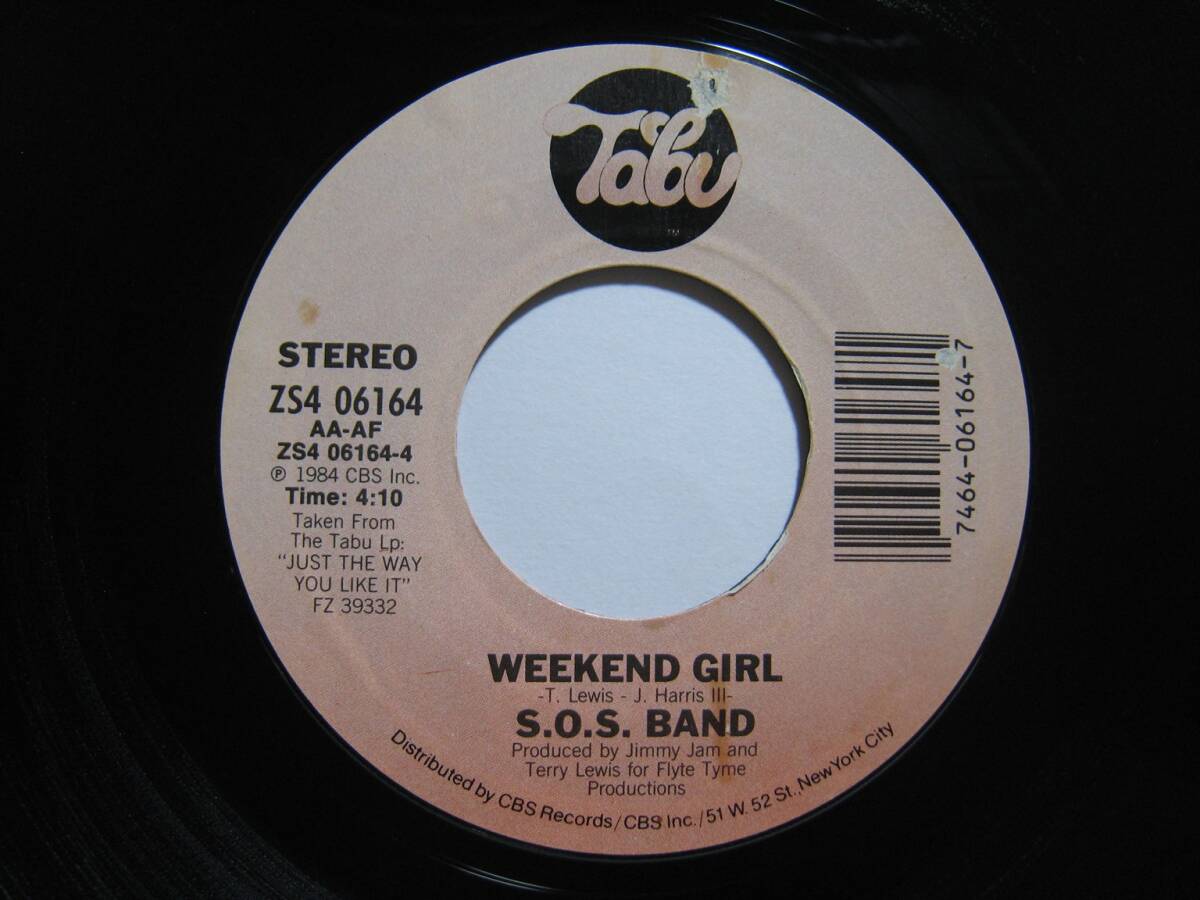 Tabu
TM
STEREO
ZS4 06164
AA-AF
ZS4 06164-4
℗ 1984 CBS Inc.
Time: 4:10
Taken From
The Tabu Lp:
“JUST THE WAY
YOU LIKE IT”
FZ 39332
7464-06164-7
WEEKEND GIRL
-T. Lewis - J. Harris III-
S.O.S. BAND
Produced by Jimmy Jam and
Terry Lewis for Flyte Tyme
Productions
Distributed by CBS Records/CBS Inc./51 W. 52 St., New York City